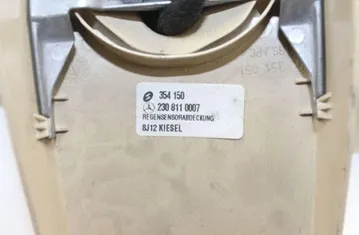 354 150
230 811 0007
REGENSENSORABDECKUNG
8J12 KIESEL